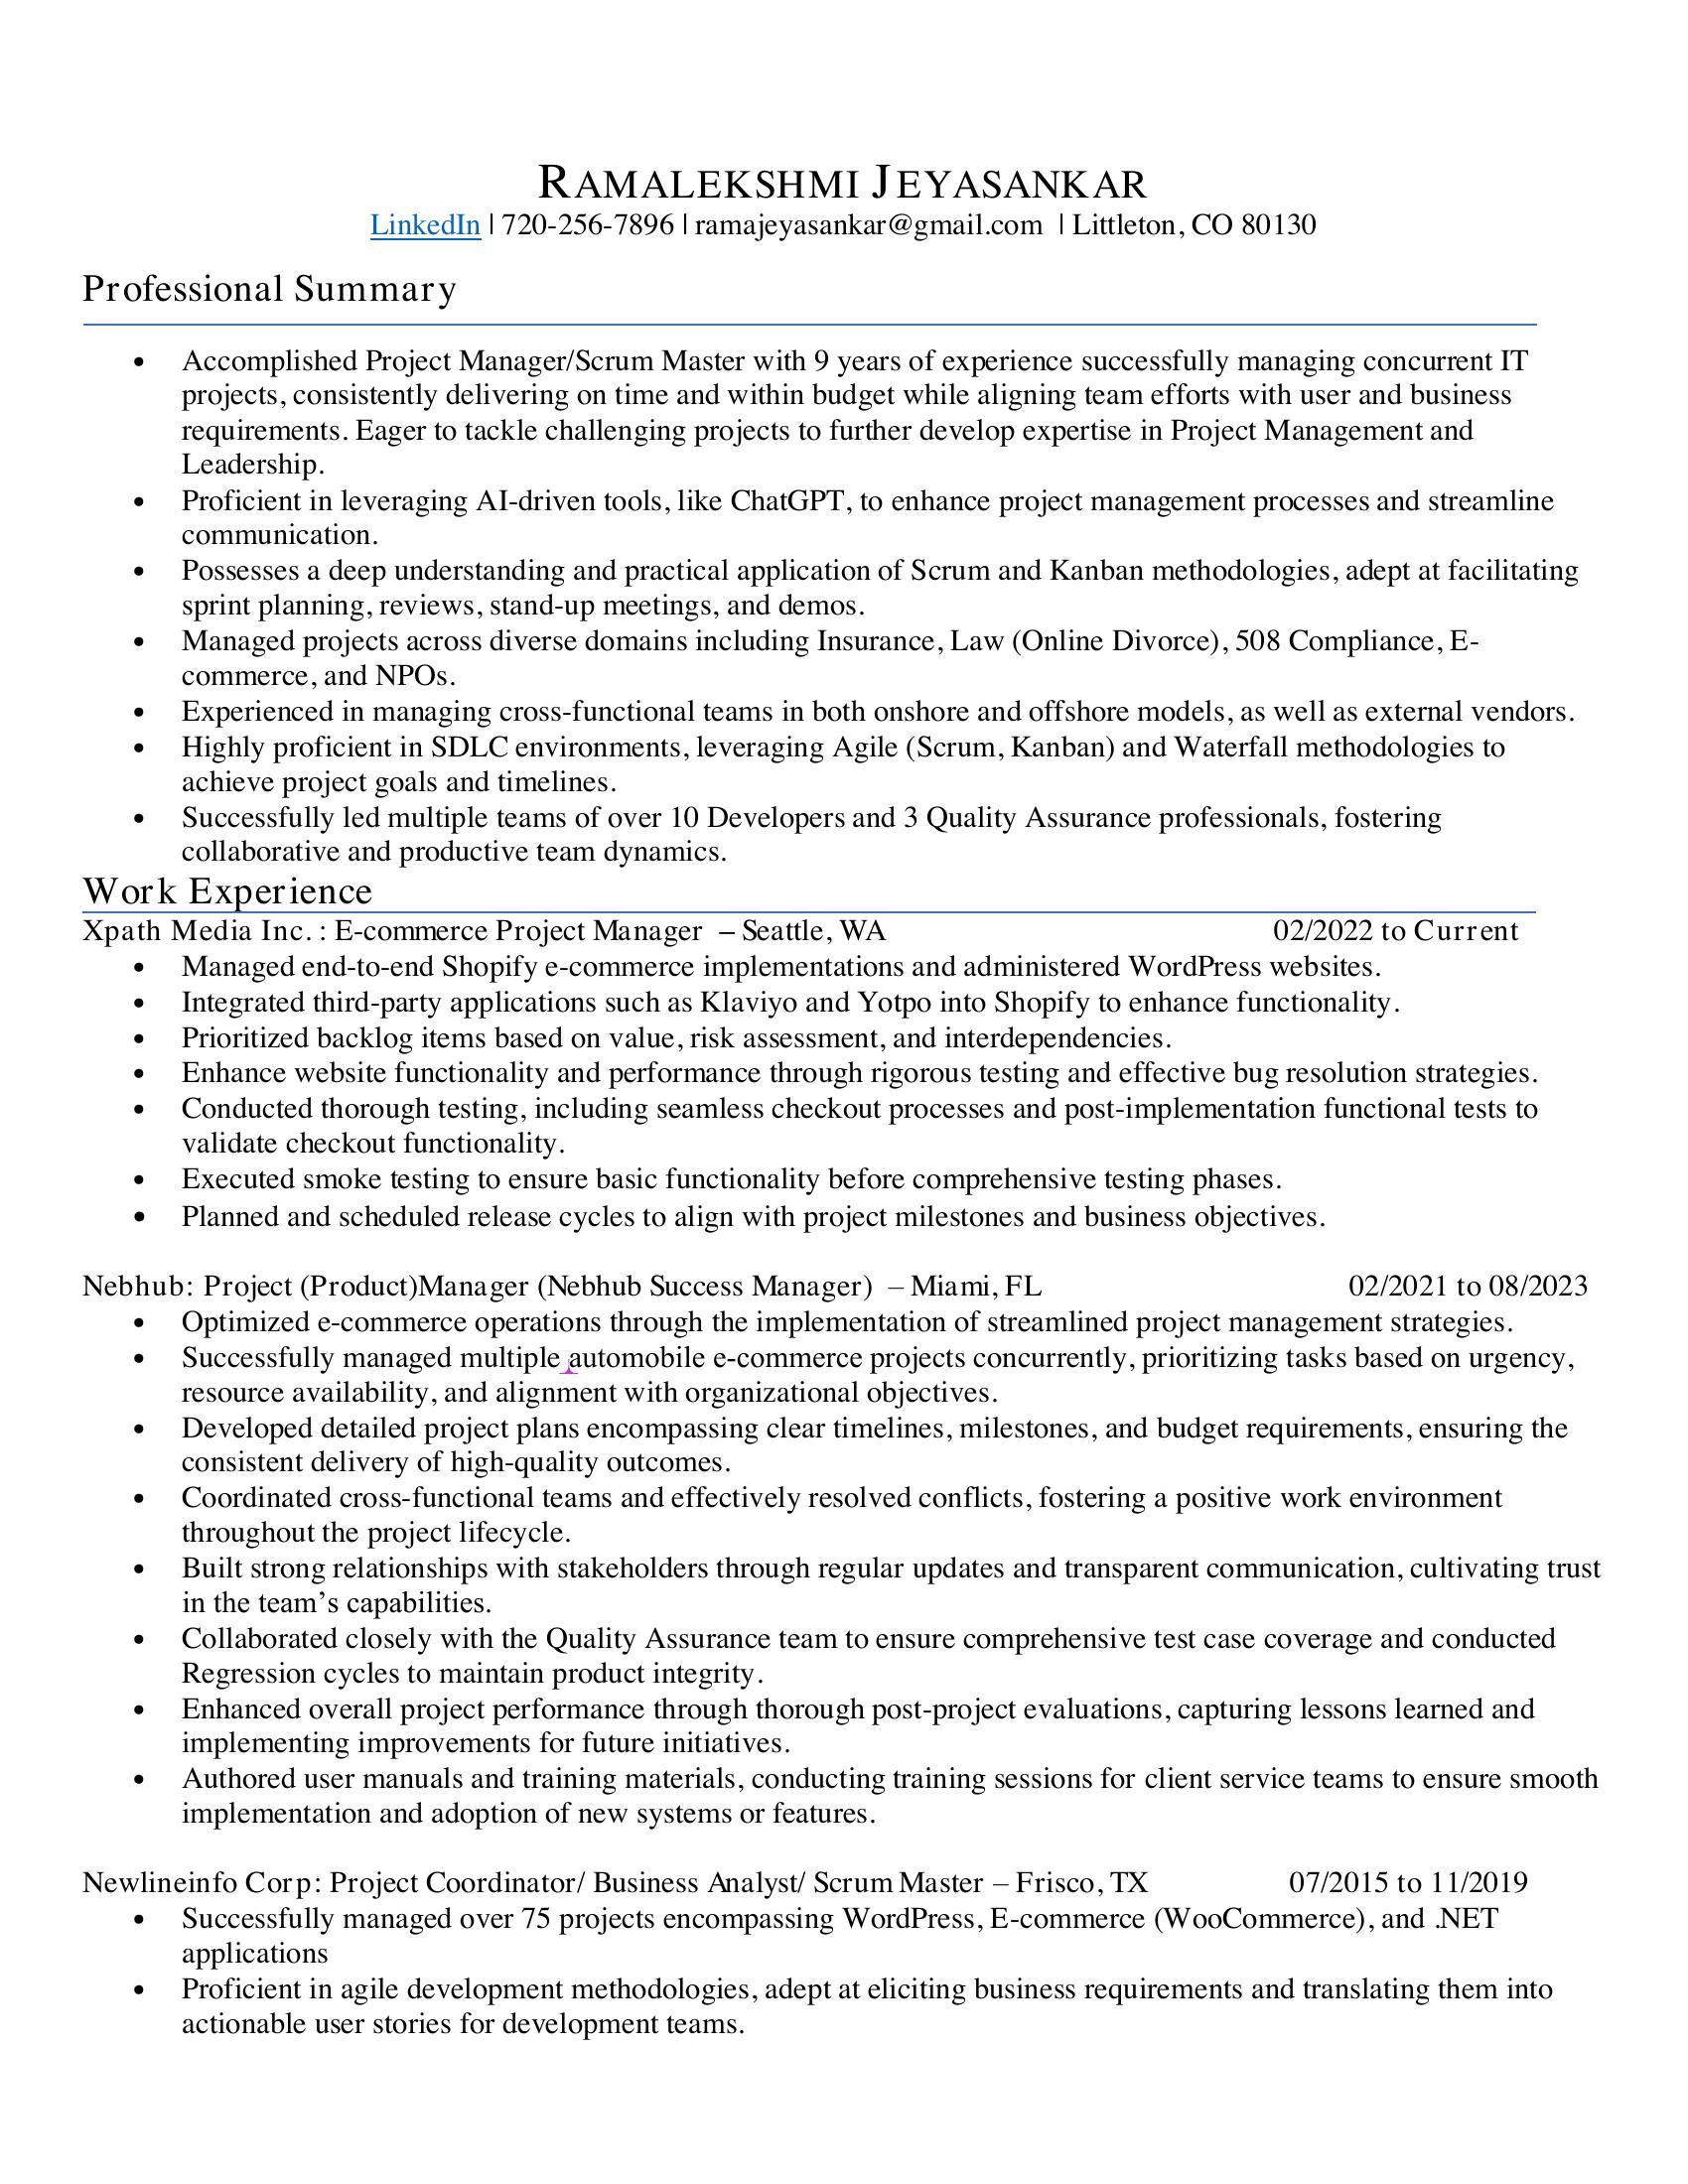 RAMALEKSHMI JEYASANKAR
LinkedIn | 720-256-7896 | ramajeyasankar@gmail.com | Littleton, CO 80130
Professional Summary
• Accomplished Project Manager/Scrum Master with 9 years of experience successfully managing concurrent IT
projects, consistently delivering on time and within budget while aligning team efforts with user and business
requirements. Eager to tackle challenging projects to further develop expertise in Project Management and
Leadership.
• Proficient in leveraging AI-driven tools, like ChatGPT, to enhance project management processes and streamline
communication.
• Possesses a deep understanding and practical application of Scrum and Kanban methodologies, adept at facilitating
sprint planning, reviews, stand-up meetings, and demos.
• Managed projects across diverse domains including Insurance, Law (Online Divorce), 508 Compliance, E-
commerce, and NPOs.
• Experienced in managing cross-functional teams in both onshore and offshore models, as well as external vendors.
• Highly proficient in SDLC environments, leveraging Agile (Scrum, Kanban) and Waterfall methodologies to
achieve project goals and timelines.
• Successfully led multiple teams of over 10 Developers and 3 Quality Assurance professionals, fostering
collaborative and productive team dynamics.
Work Experience
Xpath Media Inc. : E-commerce Project Manager – Seattle, WA 02/2022 to Current
• Managed end-to-end Shopify e-commerce implementations and administered WordPress websites.
• Integrated third-party applications such as Klaviyo and Yotpo into Shopify to enhance functionality.
• Prioritized backlog items based on value, risk assessment, and interdependencies.
• Enhance website functionality and performance through rigorous testing and effective bug resolution strategies.
• Conducted thorough testing, including seamless checkout processes and post-implementation functional tests to
validate checkout functionality.
• Executed smoke testing to ensure basic functionality before comprehensive testing phases.
• Planned and scheduled release cycles to align with project milestones and business objectives.
Nebhub: Project (Product)Manager (Nebhub Success Manager) – Miami, FL 02/2021 to 08/2023
• Optimized e-commerce operations through the implementation of streamlined project management strategies.
• Successfully managed multiple automobile e-commerce projects concurrently, prioritizing tasks based on urgency,
resource availability, and alignment with organizational objectives.
• Developed detailed project plans encompassing clear timelines, milestones, and budget requirements, ensuring the
consistent delivery of high-quality outcomes.
• Coordinated cross-functional teams and effectively resolved conflicts, fostering a positive work environment
throughout the project lifecycle.
• Built strong relationships with stakeholders through regular updates and transparent communication, cultivating trust
in the team’s capabilities.
• Collaborated closely with the Quality Assurance team to ensure comprehensive test case coverage and conducted
Regression cycles to maintain product integrity.
• Enhanced overall project performance through thorough post-project evaluations, capturing lessons learned and
implementing improvements for future initiatives.
• Authored user manuals and training materials, conducting training sessions for client service teams to ensure smooth
implementation and adoption of new systems or features.
Newlineinfo Corp: Project Coordinator/ Business Analyst/ Scrum Master – Frisco, TX 07/2015 to 11/2019
• Successfully managed over 75 projects encompassing WordPress, E-commerce (WooCommerce), and .NET
applications
• Proficient in agile development methodologies, adept at eliciting business requirements and translating them into
actionable user stories for development teams.